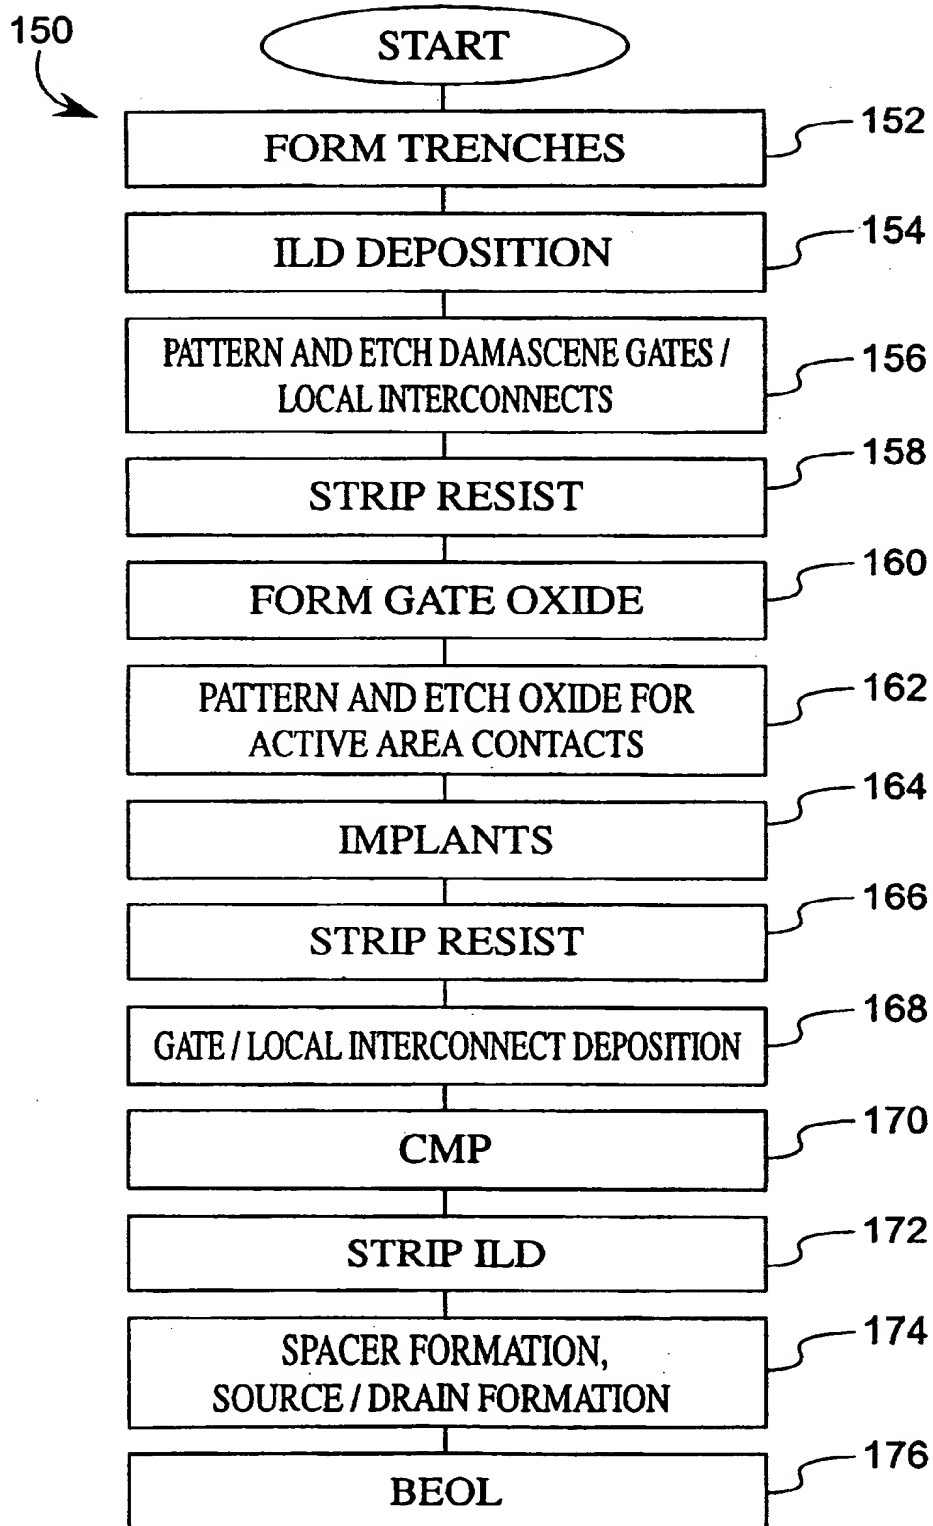 150
START
FORM TRENCHES
152
ILD DEPOSITION
154
PATTERN AND ETCH DAMASCENE GATES /
LOCAL INTERCONNECTS
156
STRIP RESIST
158
FORM GATE OXIDE
160
PATTERN AND ETCH OXIDE FOR
ACTIVE AREA CONTACTS
162
IMPLANTS
164
STRIP RESIST
166
GATE / LOCAL INTERCONNECT DEPOSITION
168
CMP
170
STRIP ILD
172
SPACER FORMATION,
SOURCE / DRAIN FORMATION
174
BEOL
176